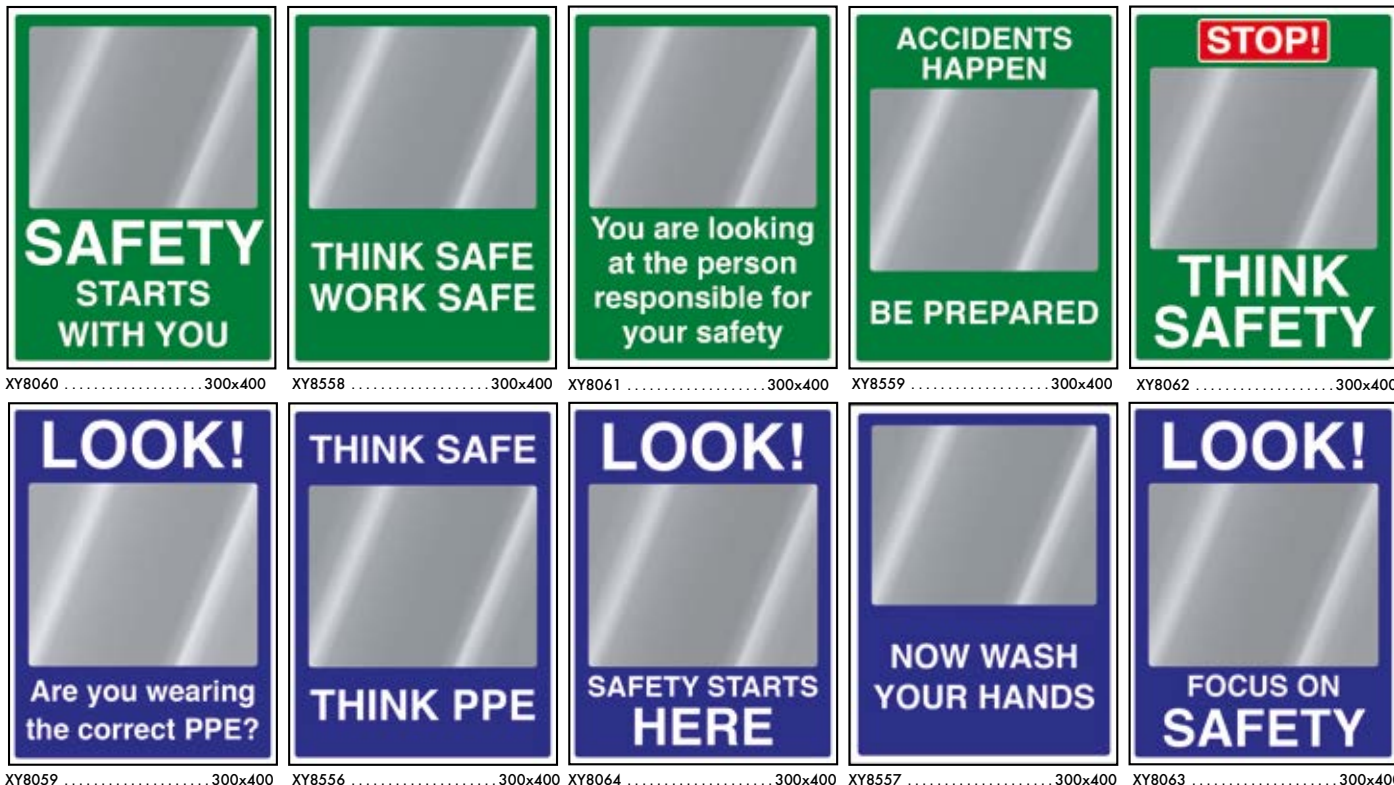 SAFETY
STARTS
WITH YOU
XY8060 ..................300x400
THINK SAFE
WORK SAFE
XY8558 ..................300x400
You are looking
at the person
responsible for
your safety
XY8061 ..................300x400
ACCIDENTS
HAPPEN
BE PREPARED
XY8559 ..................300x400
STOP!
THINK
SAFETY
XY8062 ..................300x400
LOOK!
Are you wearing
the correct PPE?
XY8059 ..................300x400
THINK SAFE
THINK PPE
XY8556 ..................300x400
LOOK!
SAFETY STARTS
HERE
XY8064 ..................300x400
NOW WASH
YOUR HANDS
XY8557 ..................300x400
LOOK!
FOCUS ON
SAFETY
XY8063 ..................300x400